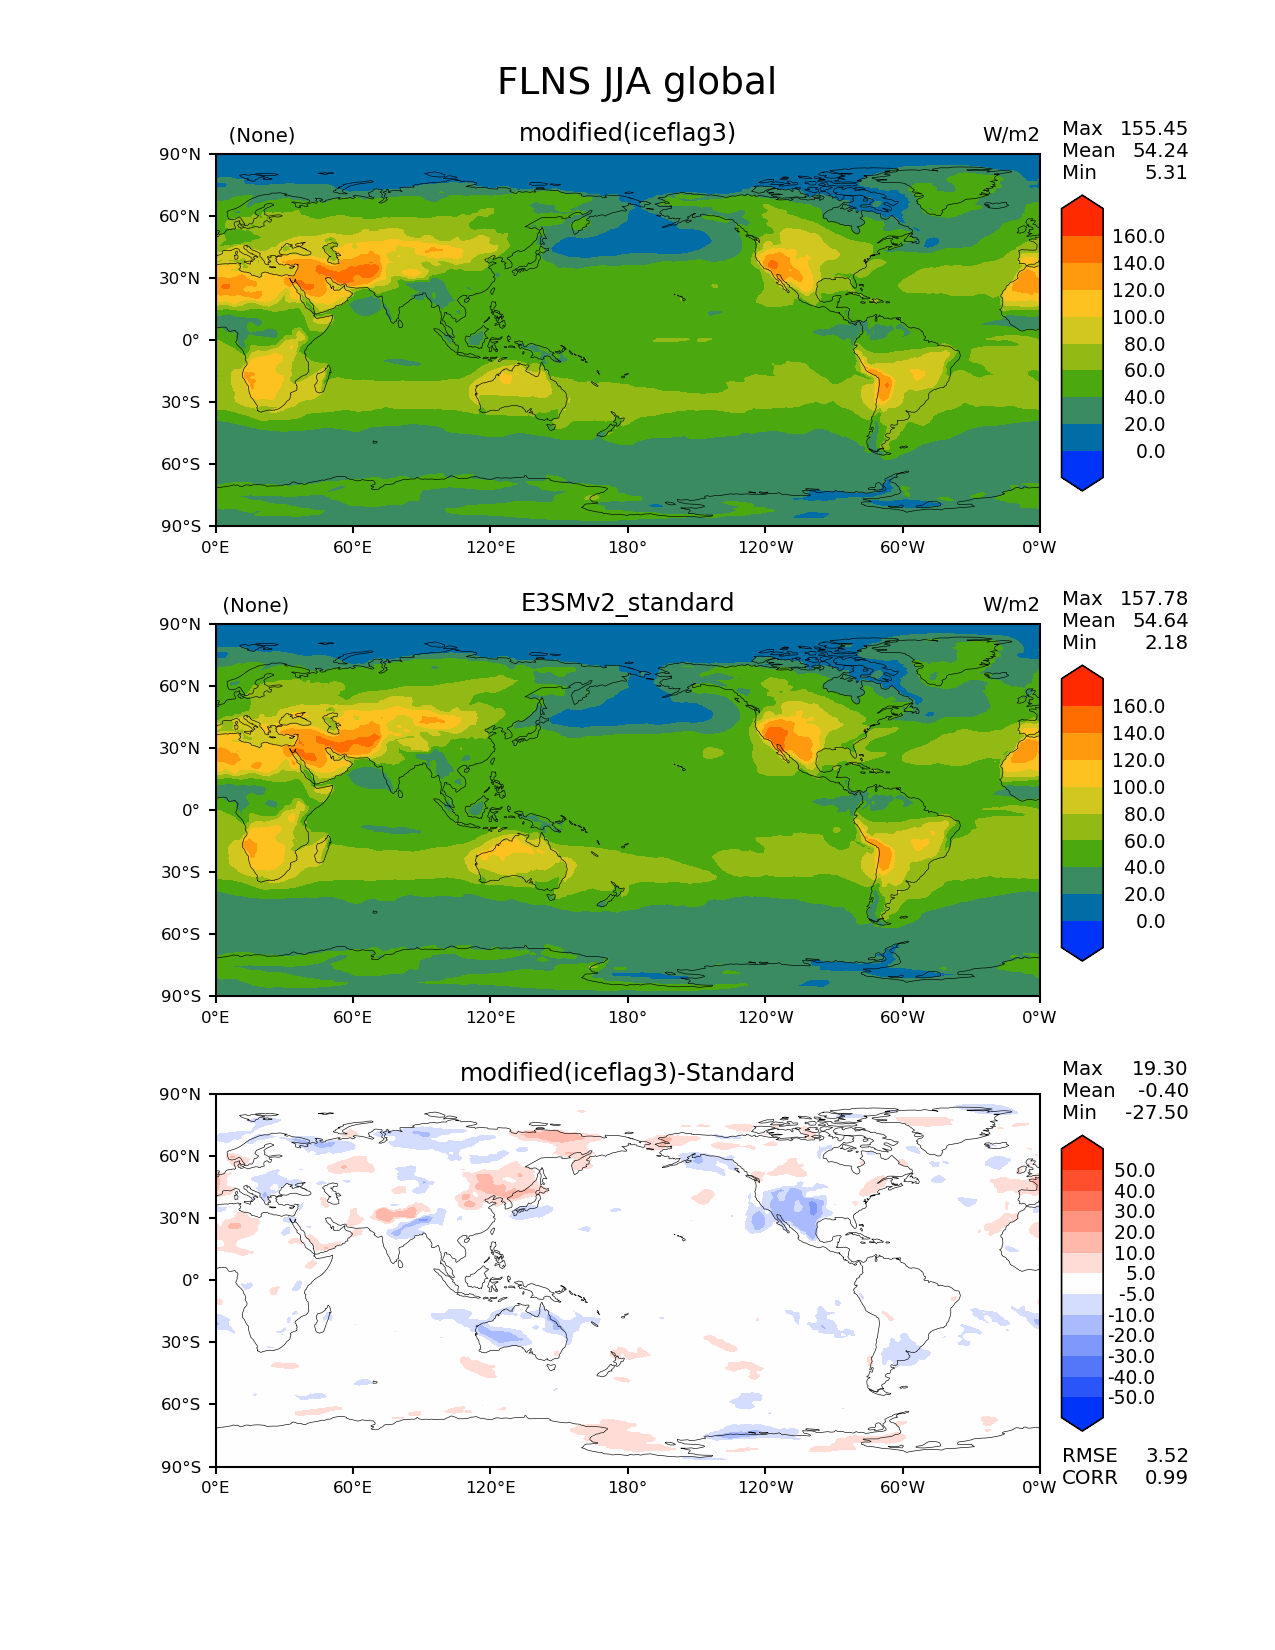 FLNS JJA global
(None) modified(iceflag3) W/m2
Max 155.45
Mean 54.24
Min 5.31
90°N
60°N
30°N
0°
30°S
60°S
90°S
0°E 60°E 120°E 180° 120°W 60°W 0°W
160.0
140.0
120.0
100.0
80.0
60.0
40.0
20.0
0.0
(None) E3SMv2_standard W/m2
Max 157.78
Mean 54.64
Min 2.18
90°N
60°N
30°N
0°
30°S
60°S
90°S
0°E 60°E 120°E 180° 120°W 60°W 0°W
160.0
140.0
120.0
100.0
80.0
60.0
40.0
20.0
0.0
modified(iceflag3)-Standard
Max 19.30
Mean -0.40
Min -27.50
90°N
60°N
30°N
0°
30°S
60°S
90°S
0°E 60°E 120°E 180° 120°W 60°W 0°W
50.0
40.0
30.0
20.0
10.0
5.0
-5.0
-10.0
-20.0
-30.0
-40.0
-50.0
RMSE 3.52
CORR 0.99